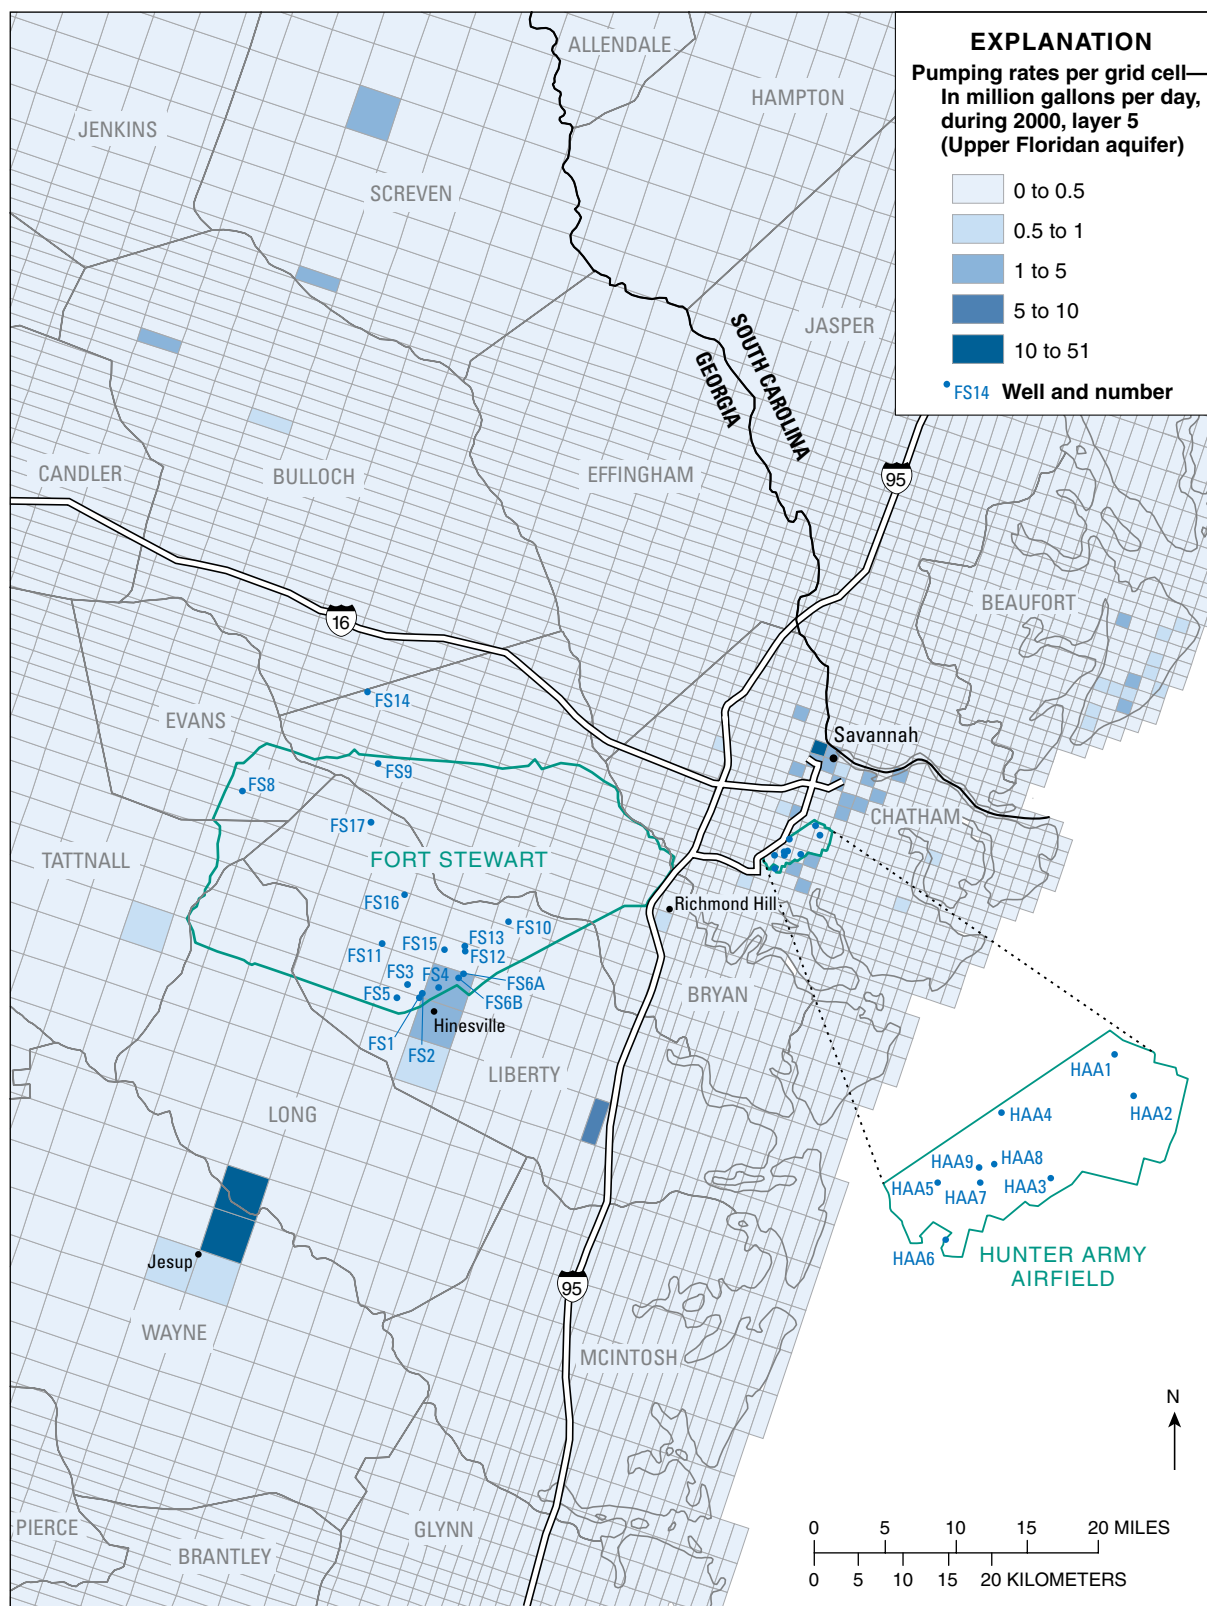 EXPLANATION
Pumping rates per grid cell—
In million gallons per day,
during 2000, layer 5
(Upper Floridan aquifer)
0 to 0.5
0.5 to 1
1 to 5
5 to 10
10 to 51
FS14 Well and number
ALLENDALE
HAMPTON
JENKINS
SCREVEN
JASPER
SOUTH CAROLINA
GEORGIA
CANDLER
BULLOCH
EFFINGHAM
95
BEAUFORT
16
FS14
EVANS
Savannah
FS9
FS8
CHATHAM
FS17
TATTNALL
FORT STEWART
FS16
Richmond Hill
FS10
FS13
FS15
FS12
FS11
FS3
FS4
FS6A
FS5
FS6B
BRYAN
Hinesville
FS1
FS2
LIBERTY
LONG
HAA1
HAA2
HAA4
HAA9
HAA8
HAA5
HAA7
HAA3
HAA6
HUNTER ARMY
AIRFIELD
Jesup
95
WAYNE
MCINTOSH
N
PIERCE
BRANTLEY
GLYNN
0 5 10 15 20 MILES
0 5 10 15 20 KILOMETERS